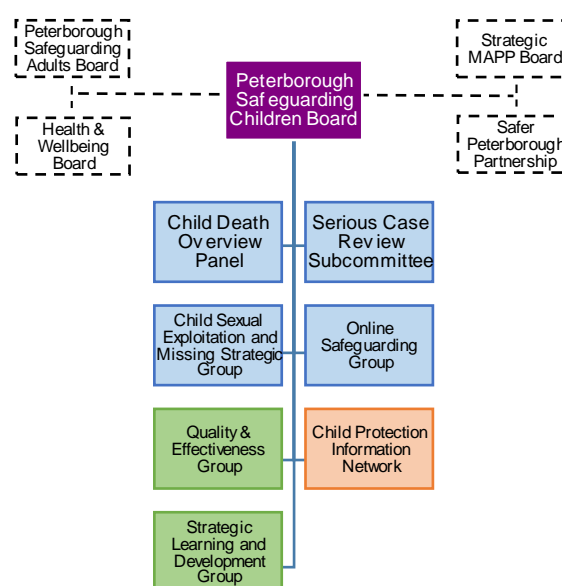 Peterborough
Safeguarding
Adults Board
Strategic
MAPP Board
Peterborough
Safeguarding
Children Board
Health &
Wellbeing
Board
Safer
Peterborough
Partnership
Child Death
Overview
Panel
Serious Case
Review
Subcommittee
Child Sexual
Exploitation and
Missing Strategic
Group
Online
Safeguarding
Group
Quality &
Effectiveness
Group
Child Protection
Information
Network
Strategic
Learning and
Development
Group